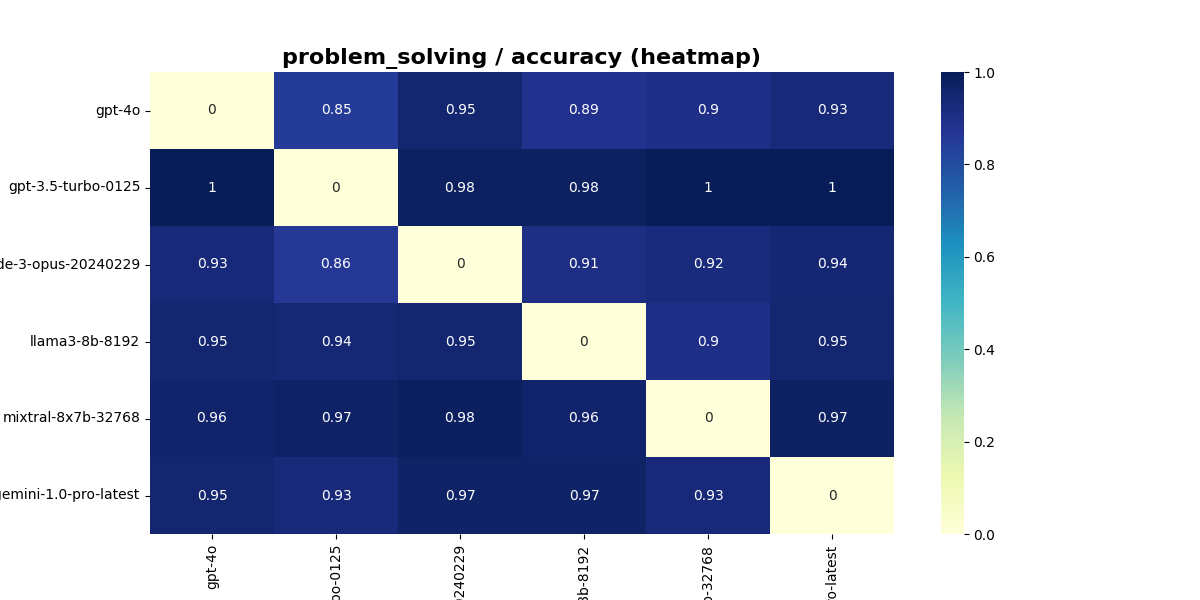 problem_solving / accuracy (heatmap)
gpt-4o 0 0.85 0.95 0.89 0.9 0.93
gpt-3.5-turbo-0125 1 0 0.98 0.98 1 1
de-3-opus-20240229 0.93 0.86 0 0.91 0.92 0.94
llama3-8b-8192 0.95 0.94 0.95 0 0.9 0.95
mixtral-8x7b-32768 0.96 0.97 0.98 0.96 0 0.97
gemini-1.0-pro-latest 0.95 0.93 0.97 0.97 0.93 0
gpt-4o
bo-0125
0240229
8b-8192
b-32768
ro-latest
1.0
0.8
0.6
0.4
0.2
0.0